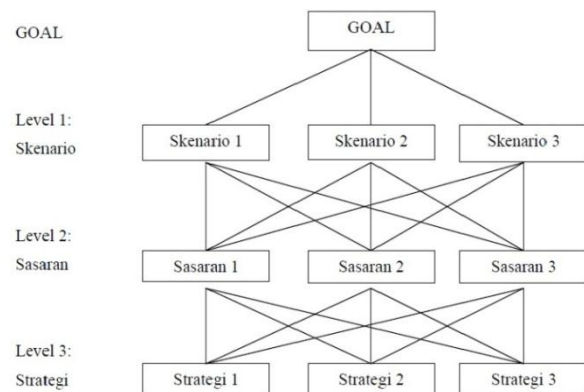 GOAL
GOAL
Level 1:
Skenario
Skenario 1
Skenario 2
Skenario 3
Level 2:
Sasaran
Sasaran 1
Sasaran 2
Sasaran 3
Level 3:
Strategi
Strategi 1
Strategi 2
Strategi 3